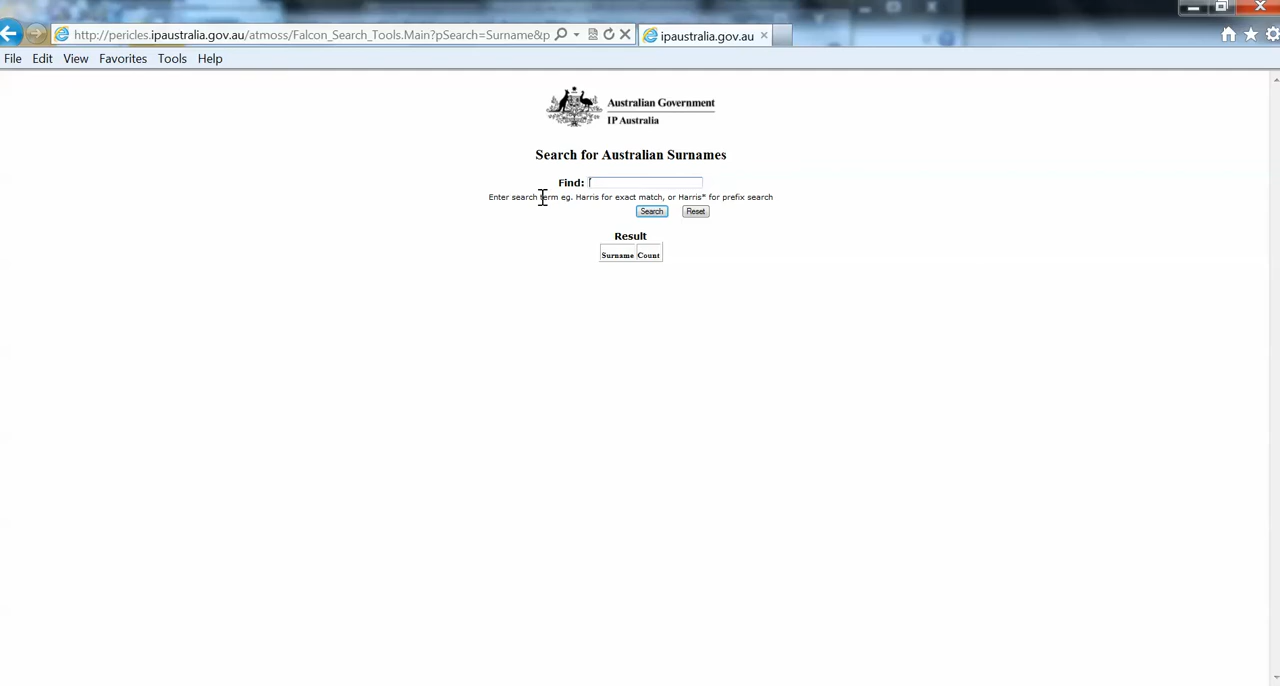 http://pericles.ipaustralia.gov.au/atmoss/Falcon_Search_Tools.Main?pSearch=Surname&p
ipaustralia.gov.au
File Edit View Favorites Tools Help
Australian Government
IP Australia
Search for Australian Surnames
Find:
Enter search term eg. Harris for exact match, or Harris* for prefix search
Search Reset
Result
Surname Count